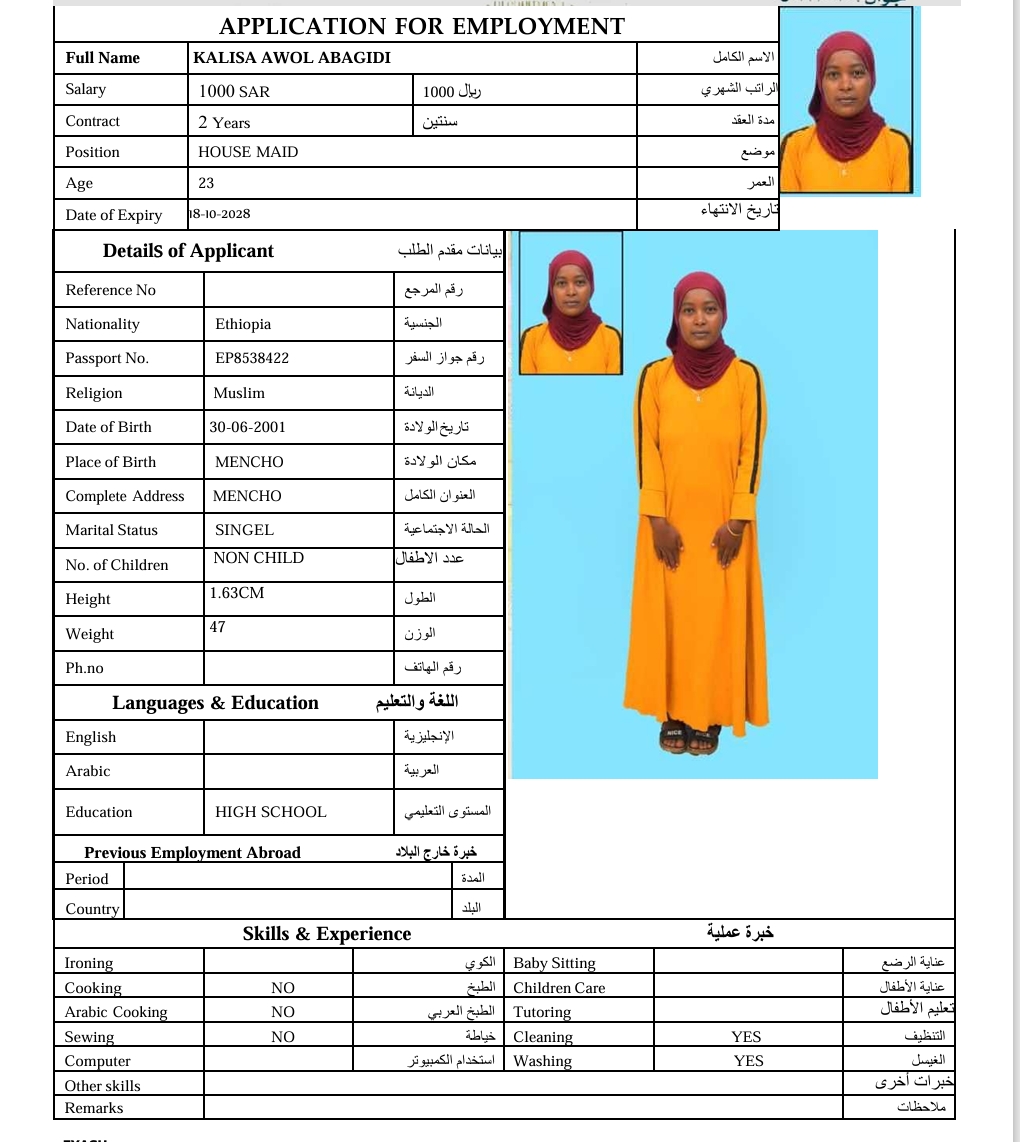 APPLICATION FOR EMPLOYMENT
Full Name KALISA AWOL ABAGIDI الاسم الكامل
Salary 1000 SAR 1000 ريال الراتب الشهري
Contract 2 Years سنتين مدة العقد
Position HOUSE MAID موضع
Age 23 العمر
Date of Expiry 18-10-2028 تاريخ الانتهاء
Details of Applicant بيانات مقدم الطلب
Reference No رقم المرجع
Nationality Ethiopia الجنسية
Passport No. EP8538422 رقم جواز السفر
Religion Muslim الديانة
Date of Birth 30-06-2001 تاريخ الولادة
Place of Birth MENCHO مكان الولادة
Complete Address MENCHO العنوان الكامل
Marital Status SINGEL الحالة الاجتماعية
No. of Children NON CHILD عدد الاطفال
Height 1.63CM الطول
Weight 47 الوزن
Ph.no رقم الهاتف
Languages & Education اللغة والتعليم
English الإنجليزية
Arabic العربية
Education HIGH SCHOOL المستوى التعليمي
Previous Employment Abroad خبرة خارج البلاد
Period المدة
Country البلد
Skills & Experience خبرة عملية
Ironing الكوي Baby Sitting عناية الرضع
Cooking NO الطبخ Children Care عناية الأطفال
Arabic Cooking NO الطبخ العربي Tutoring تعليم الأطفال
Sewing NO خياطة Cleaning YES التنظيف
Computer استخدام الكمبيوتر Washing YES الغيسل
Other skills خبرات أخرى
Remarks ملاحظات
NICE NICE